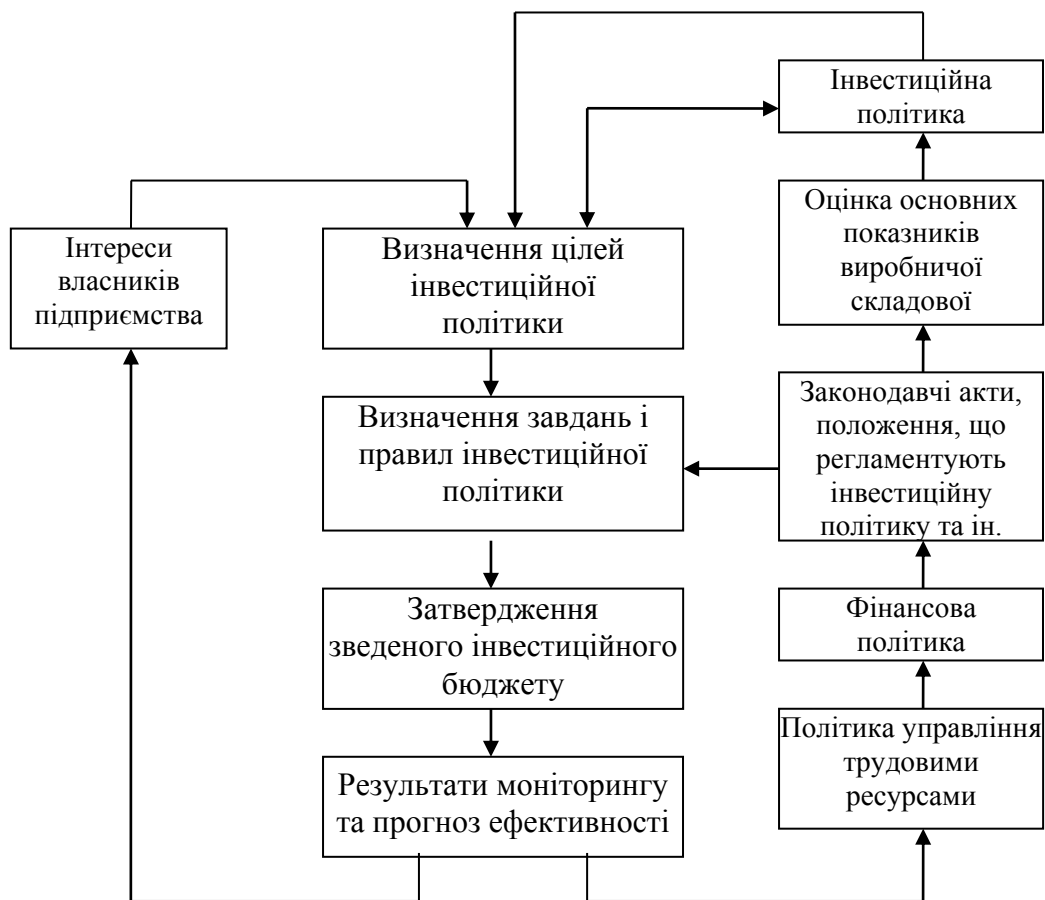 Інвестиційна
політика
Оцінка основних
показників
виробничої
складової
Інтереси
власників
підприємства
Визначення цілей
інвестиційної
політики
Визначення завдань і
правил інвестиційної
політики
Законодавчі акти,
положення, що
регламентують
інвестиційну
політику та ін.
Затвердження
зведеного інвестиційного
бюджету
Фінансова
політика
Політика управління
трудовими
ресурсами
Результати моніторингу
та прогноз ефективності